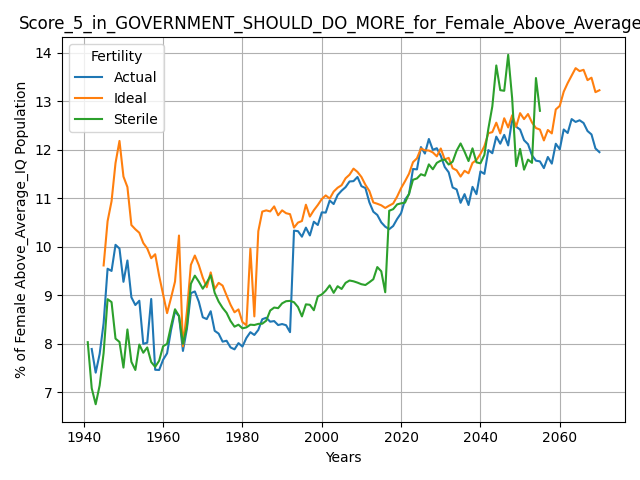 Score_5_in_GOVERNMENT_SHOULD_DO_MORE_for_Female_Above_Average
Fertility
Actual
Ideal
Sterile
% of Female Above_Average_IQ Population
14
13
12
11
10
9
8
7
1940
1960
1980
2000
2020
2040
2060
Years